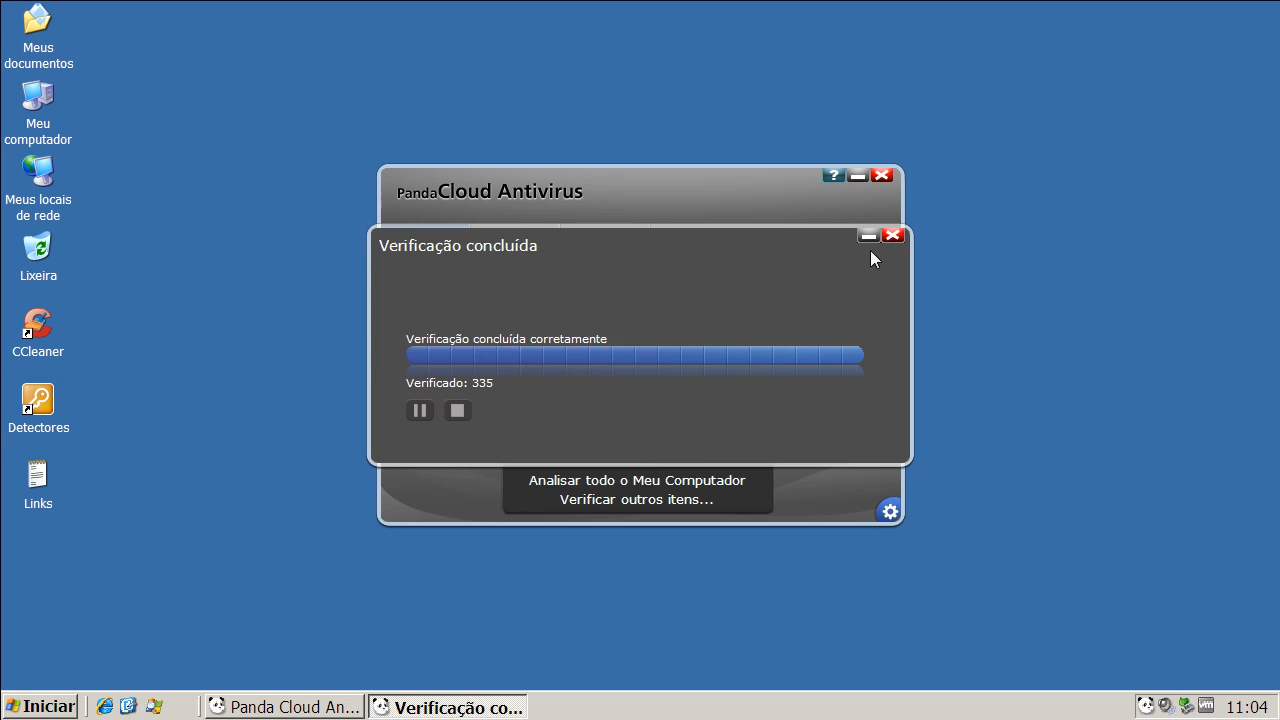 Meus
documentos
Meu
computador
Meus locais
de rede
Lixeira
CCleaner
Detectores
Links
PandaCloud Antivirus
?
Verificação concluída
Verificação concluída corretamente
Verificado: 335
Analisar todo o Meu Computador
Verificar outros itens...
Iniciar
Panda Cloud An...
Verificação co...
vm
11:04